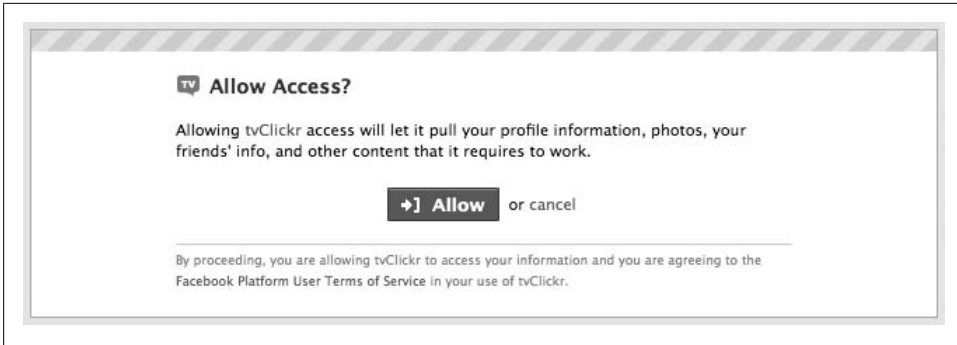 TV Allow Access?
Allowing tvClickr access will let it pull your profile information, photos, your
friends' info, and other content that it requires to work.
Allow or cancel
By proceeding, you are allowing tvClickr to access your information and you are agreeing to the
Facebook Platform User Terms of Service in your use of tvClickr.